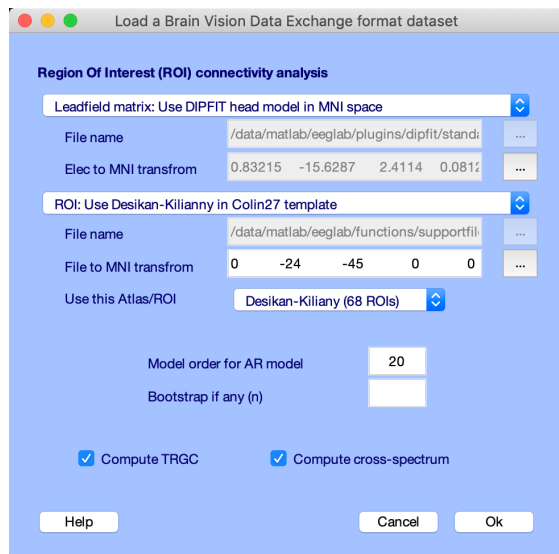 Load a Brain Vision Data Exchange format dataset
Region Of Interest (ROI) connectivity analysis
Leadfield matrix: Use DIPFIT head model in MNI space
File name /data/matlab/eeglab/plugins/dipfit/standa ...
Elec to MNI transfrom 0.83215 -15.6287 2.4114 0.0812 ...
ROI: Use Desikan-Kilianny in Colin27 template
File name /data/matlab/eeglab/functions/supportfil ...
File to MNI transfrom 0 -24 -45 0 0 ...
Use this Atlas/ROI Desikan-Kiliany (68 ROIs)
Model order for AR model 20
Bootstrap if any (n)
Compute TRGC Compute cross-spectrum
Help Cancel Ok